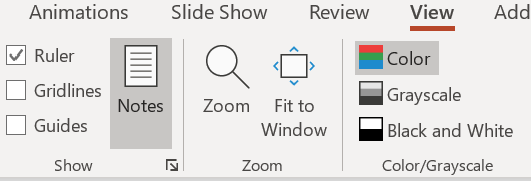 Animations Slide Show Review View Add
Ruler
Gridlines
Guides
Notes
Show
Zoom
Fit to
Window
Zoom
Color
Grayscale
Black and White
Color/Grayscale